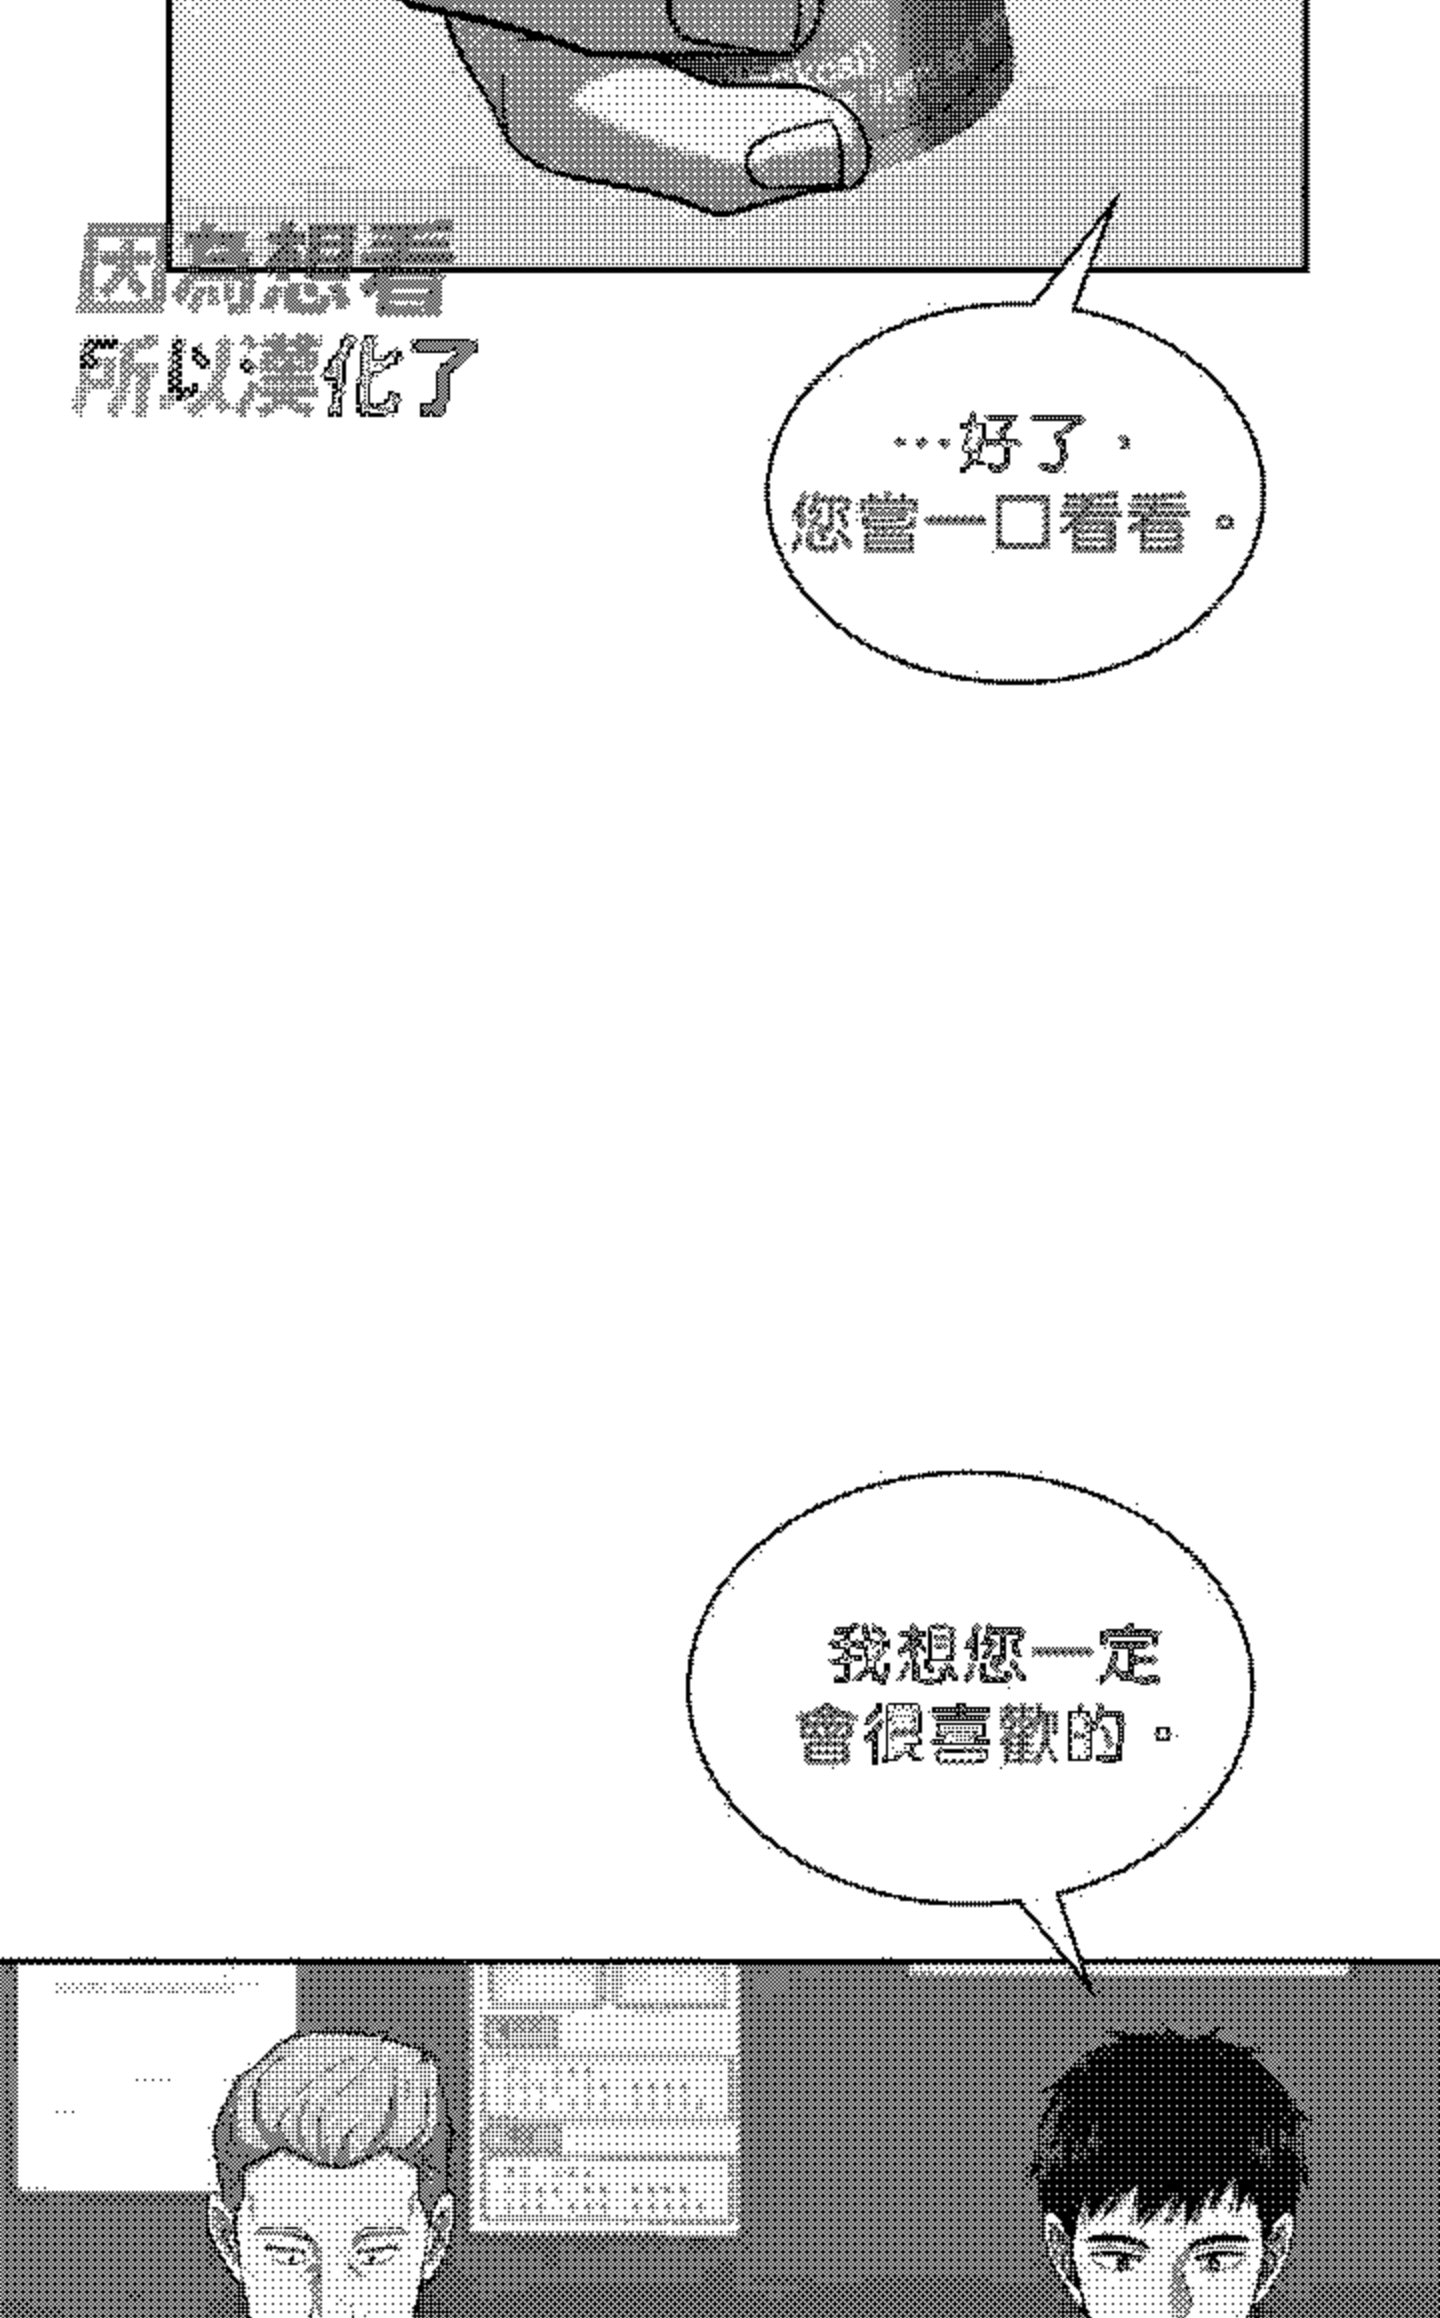 因為想看
所以漢化了
…好了，
您嘗一口看看。
我想您一定
會很喜歡的。